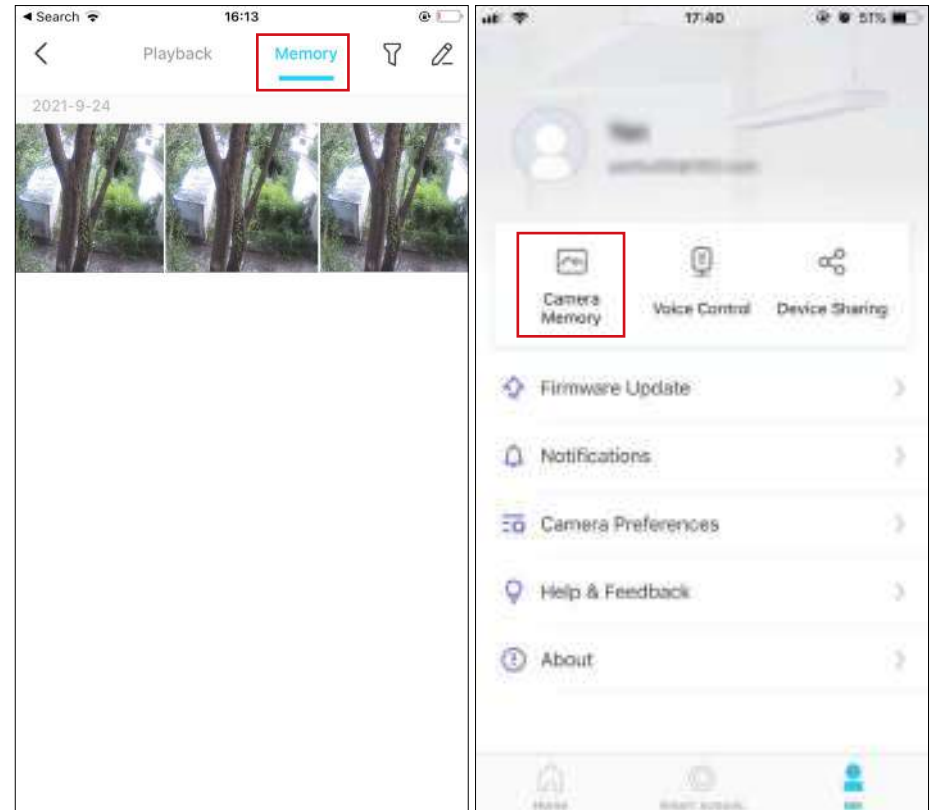 Search 16:13
Playback Memory
2021-9-24
17:40 51%
Camera
Memory
Voice Control
Device Sharing
Firmware Update
Notifications
Camera Preferences
Help & Feedback
About